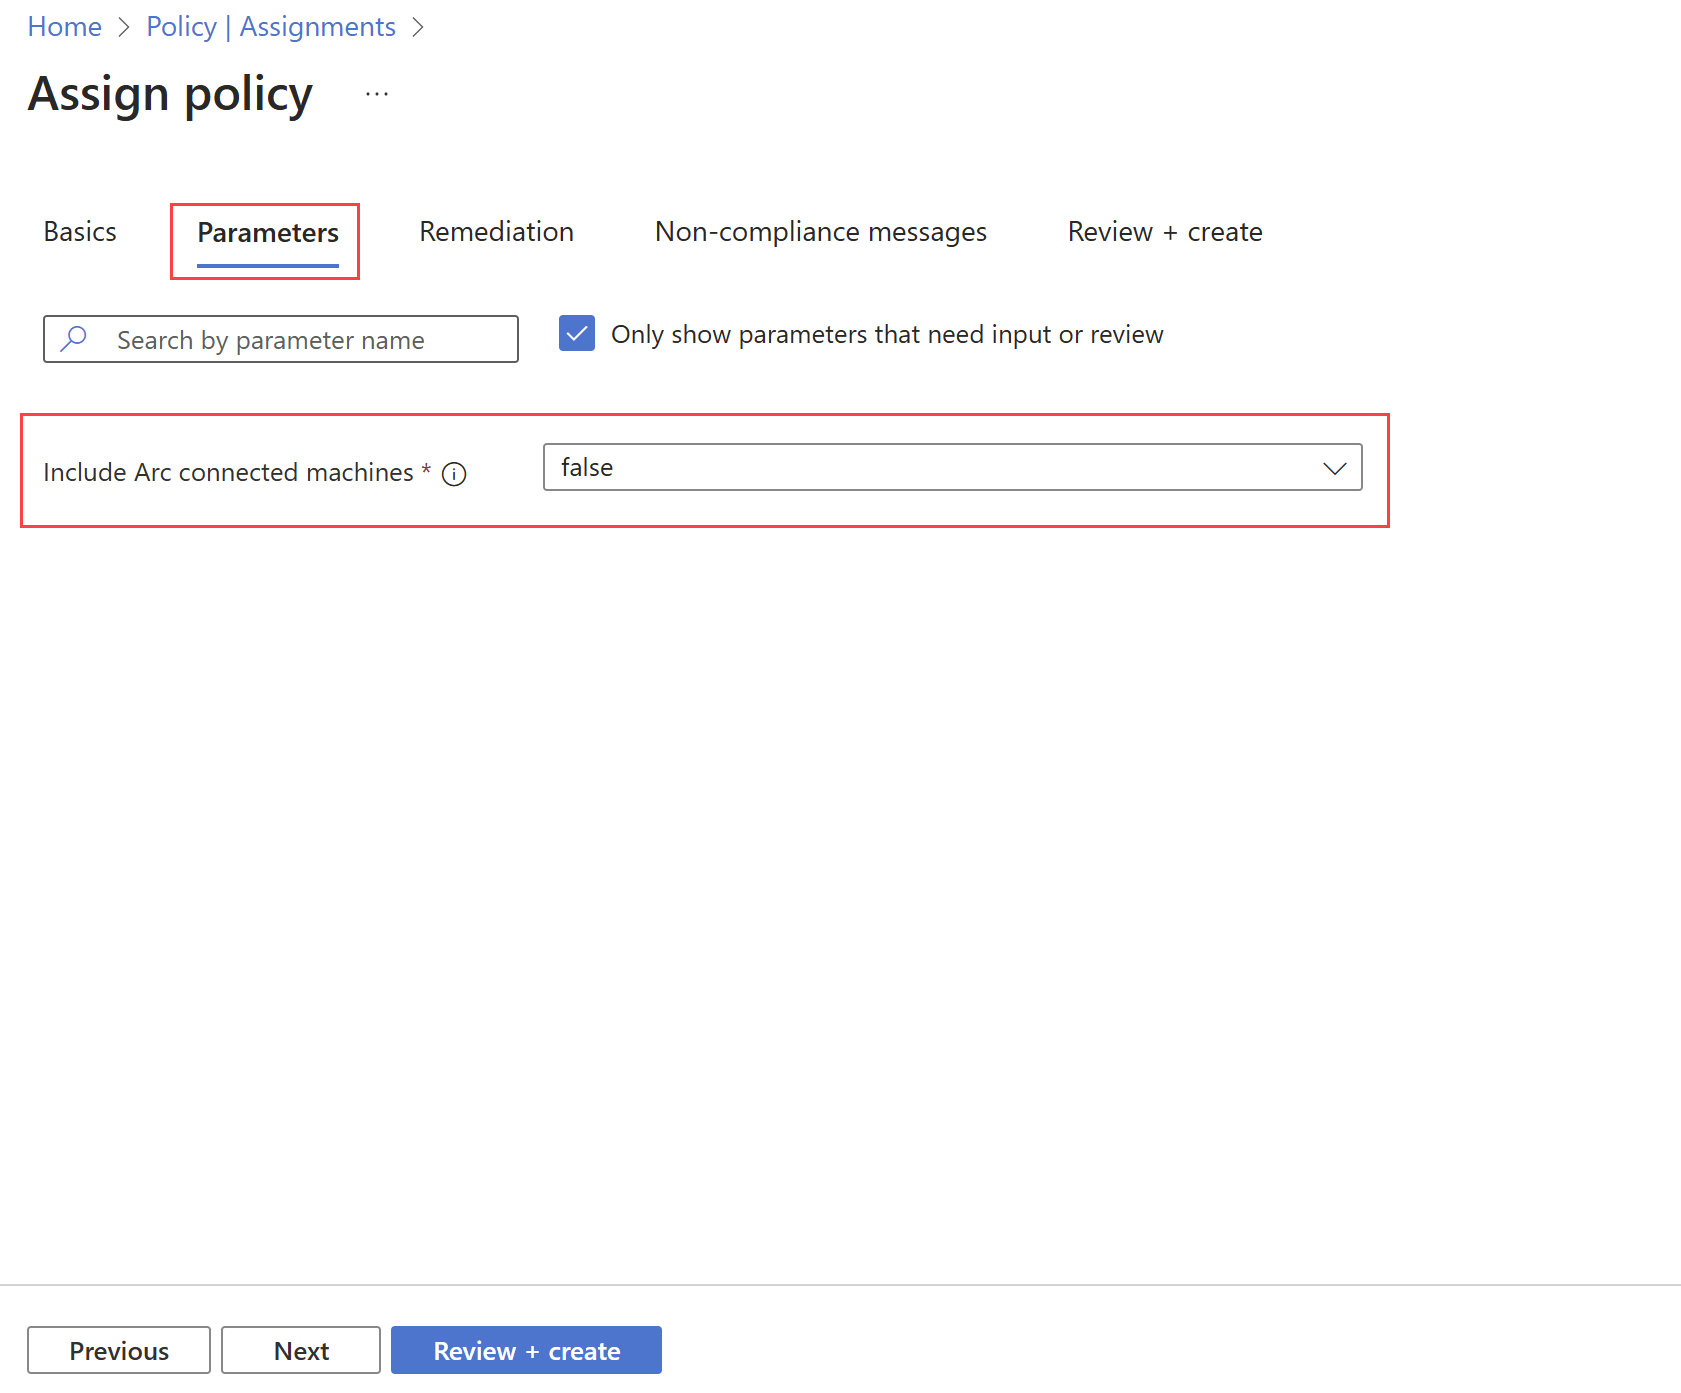 Home > Policy | Assignments >
Assign policy ...
Basics Parameters Remediation Non-compliance messages Review + create
Search by parameter name Only show parameters that need input or review
Include Arc connected machines * false
Previous Next Review + create